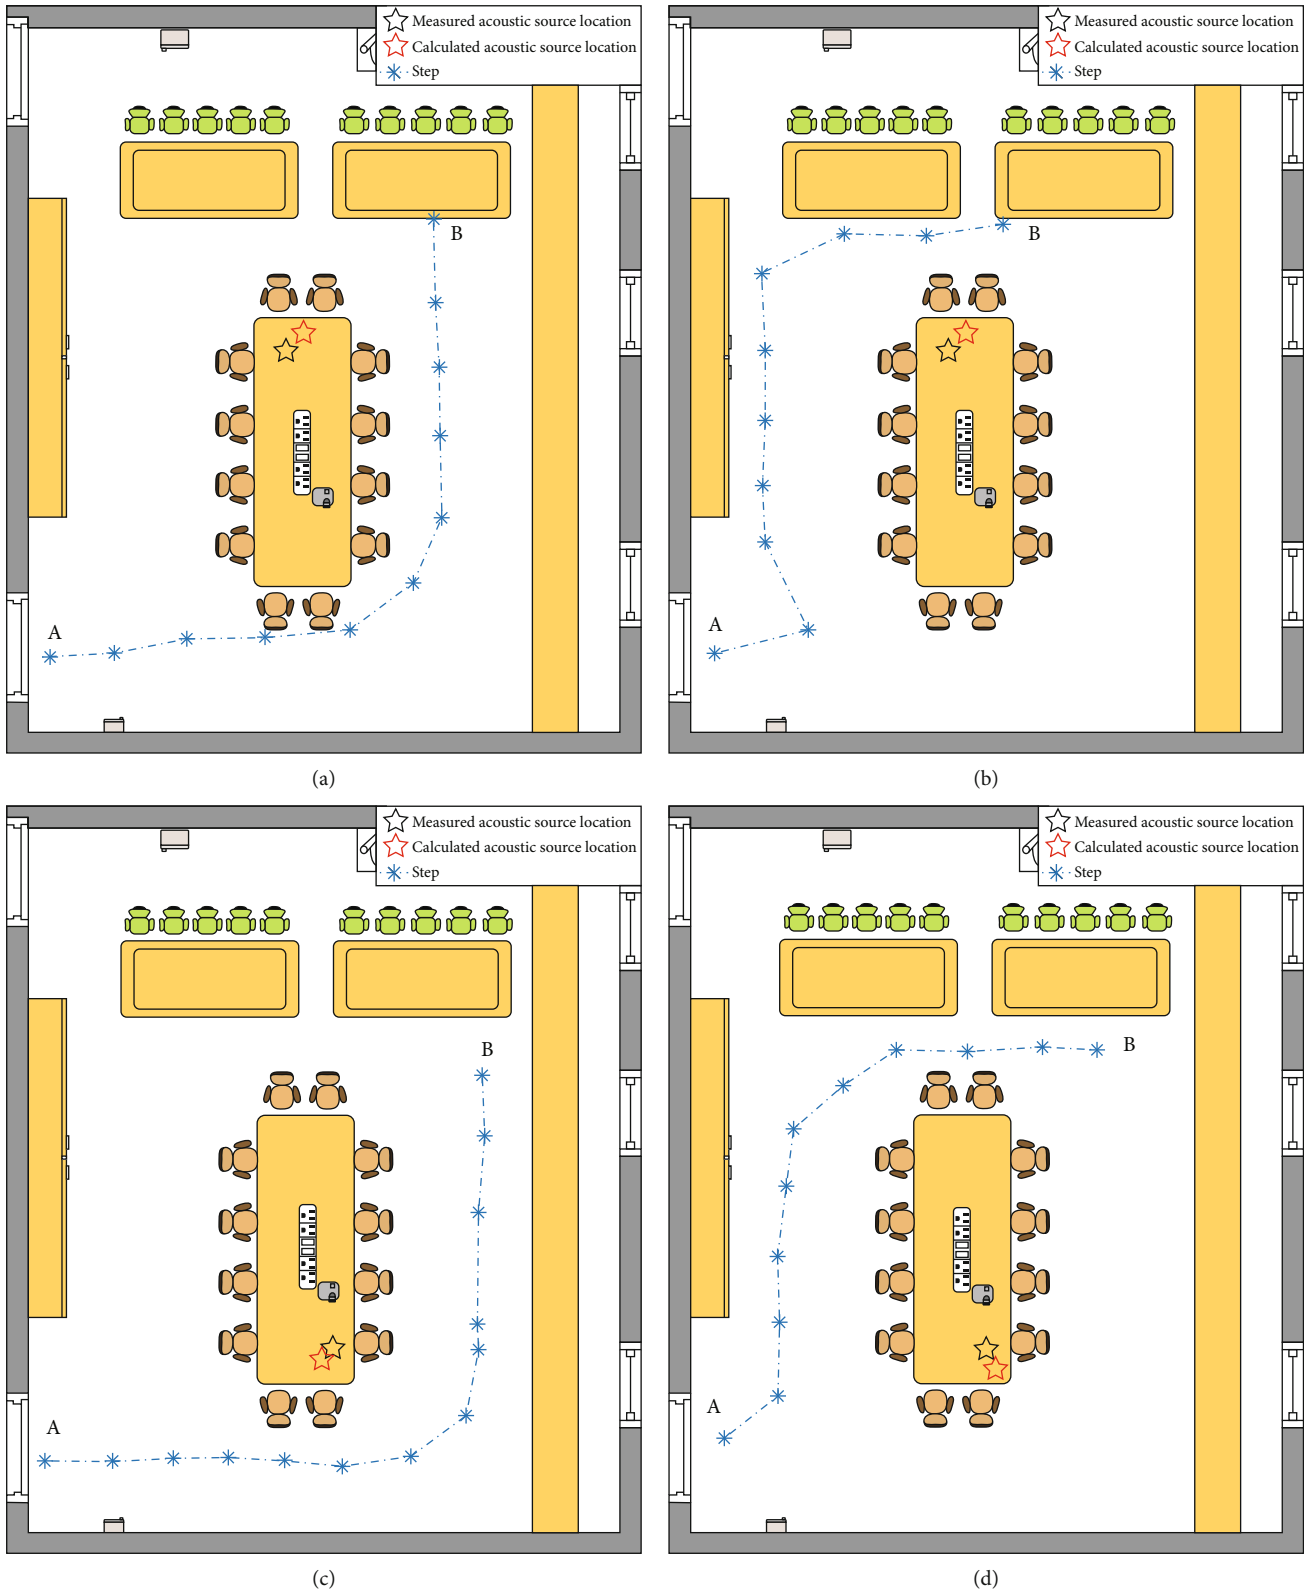 Measured acoustic source location
Calculated acoustic source location
Step
B
A
(a)
Measured acoustic source location
Calculated acoustic source location
Step
B
A
(b)
Measured acoustic source location
Calculated acoustic source location
Step
B
A
(c)
Measured acoustic source location
Calculated acoustic source location
Step
B
A
(d)